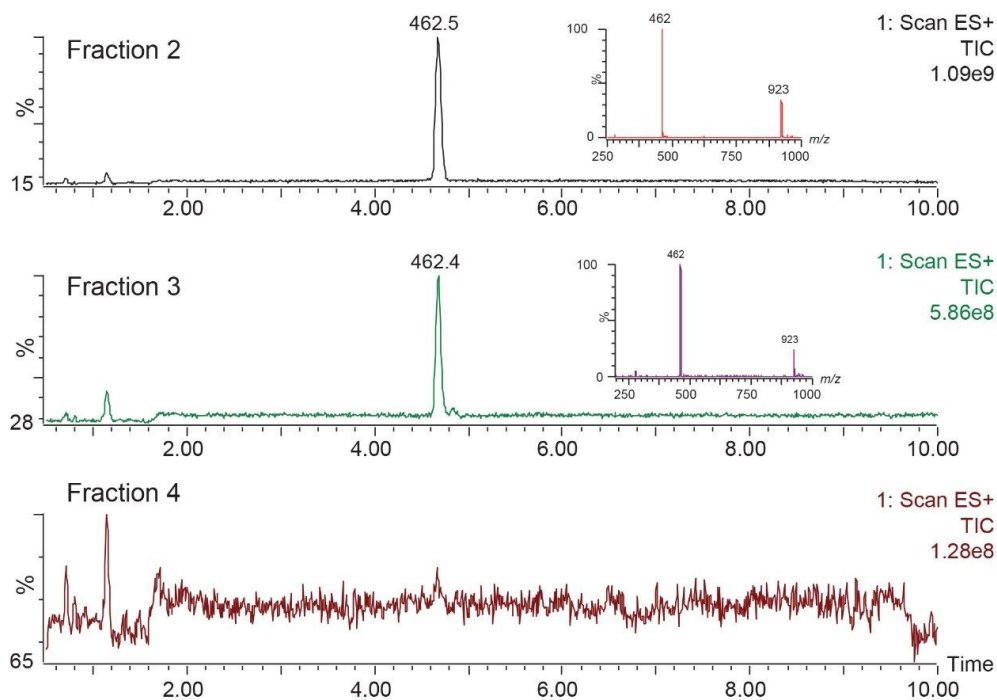 462.5
Fraction 2
1: Scan ES+
TIC
1.09e9
%
15
2.00 4.00 6.00 8.00 10.00
100
%
0
462
923
m/z
250 500 750 1000
462.4
Fraction 3
1: Scan ES+
TIC
5.86e8
%
28
2.00 4.00 6.00 8.00 10.00
100
%
0
462
923
m/z
250 500 750 1000
Fraction 4
1: Scan ES+
TIC
1.28e8
%
65
Time
2.00 4.00 6.00 8.00 10.00